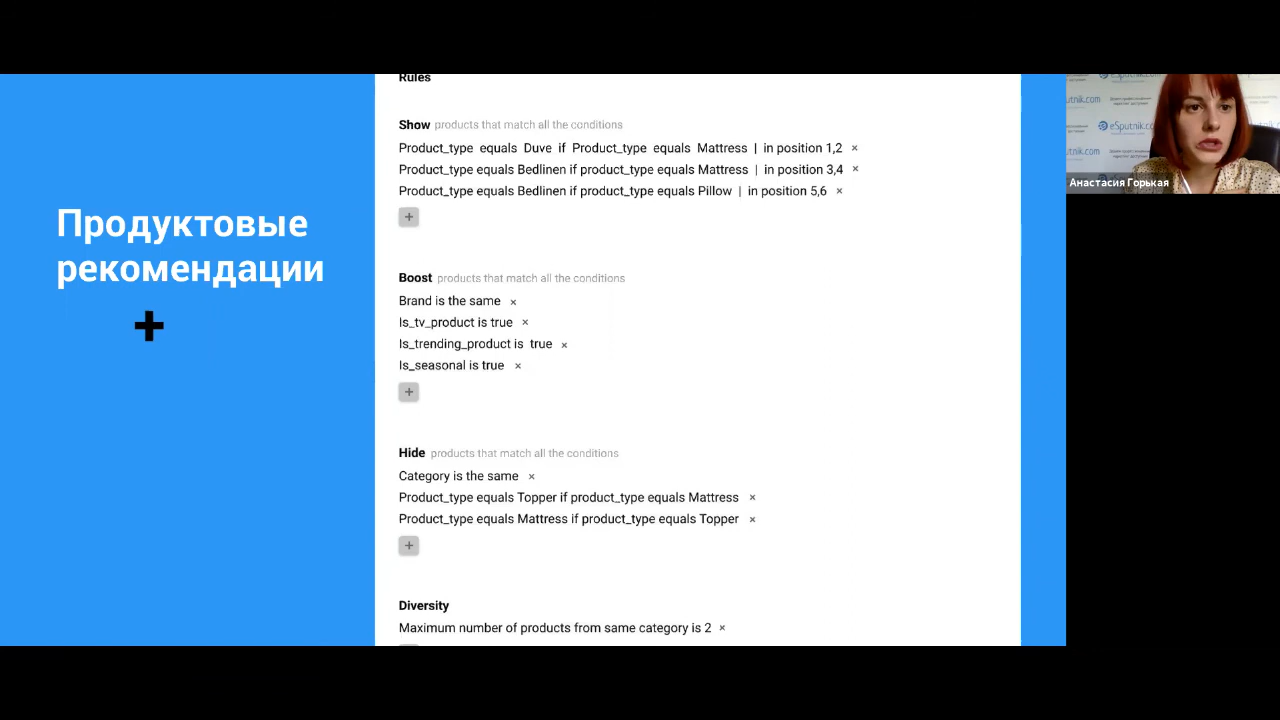 Продуктовые
рекомендации
+
Rules
Show products that match all the conditions
Product_type equals Duve if Product_type equals Mattress | in position 1,2 ×
Product_type equals Bedlinen if product_type equals Mattress | in position 3,4 ×
Product_type equals Bedlinen if product_type equals Pillow | in position 5,6 ×
+
Boost products that match all the conditions
Brand is the same ×
Is_tv_product is true ×
Is_trending_product is true ×
Is_seasonal is true ×
+
Hide products that match all the conditions
Category is the same ×
Product_type equals Topper if product_type equals Mattress ×
Product_type equals Mattress if product_type equals Topper ×
+
Diversity
Maximum number of products from same category is 2 ×
eSputnik.com
utnik.com
Анастасия Горькая